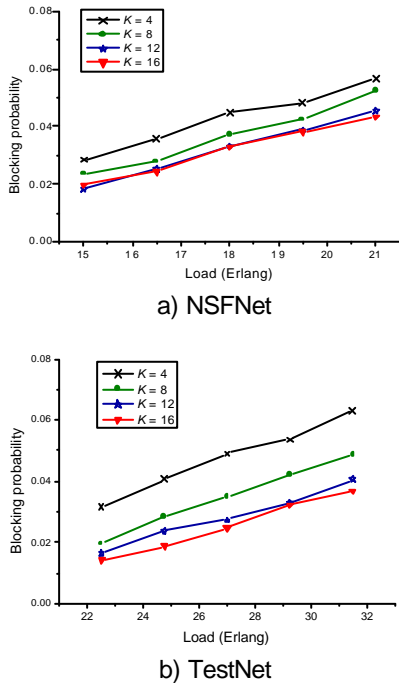 0.08
K = 4
K = 8
K = 12
K = 16
0.06
0.04
0.02
0.00
Blocking probability
15 16 17 18 19 20 21
Load (Erlang)
a) NSFNet
0.08
K = 4
K = 8
K = 12
K = 16
0.06
0.04
0.02
0.00
Blocking probability
22 24 26 28 30 32
Load (Erlang)
b) TestNet